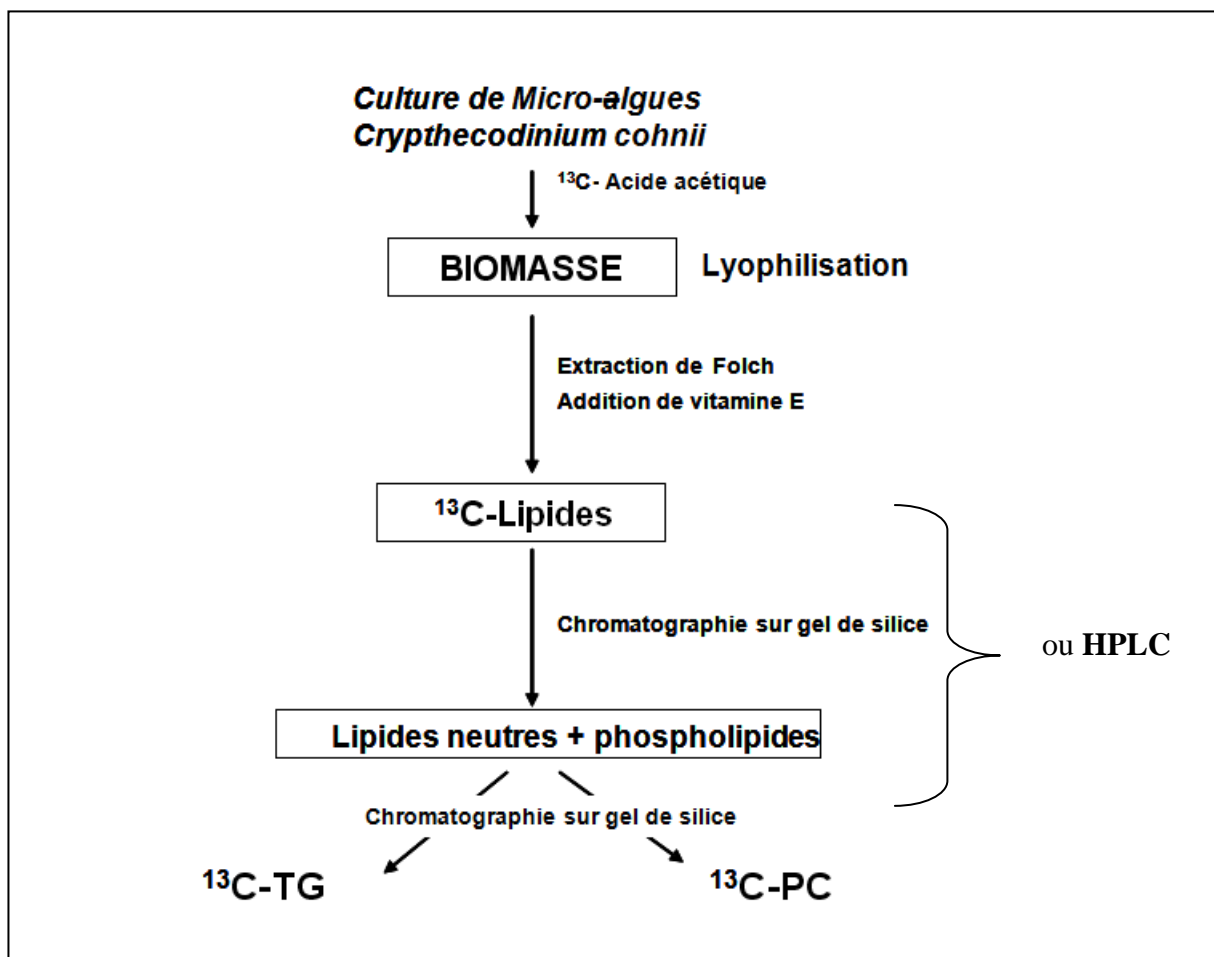 Culture de Micro-algues
Crypthecodinium cohnii
¹³C- Acide acétique
BIOMASSE
Lyophilisation
Extraction de Folch
Addition de vitamine E
¹³C-Lipides
Chromatographie sur gel de silice
ou HPLC
Lipides neutres + phospholipides
Chromatographie sur gel de silice
¹³C-TG
¹³C-PC